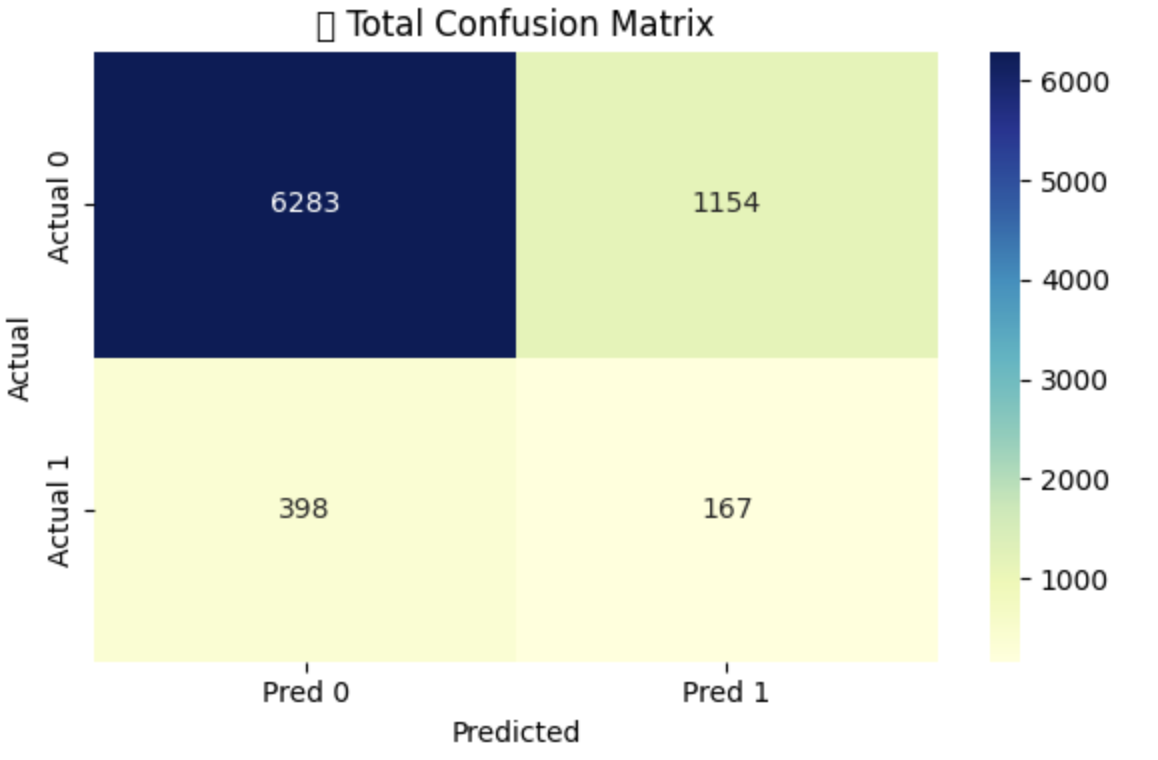 ▯ Total Confusion Matrix
6000
5000
4000
3000
2000
1000
Actual
Actual 0
6283
1154
Actual 1
398
167
Pred 0
Pred 1
Predicted